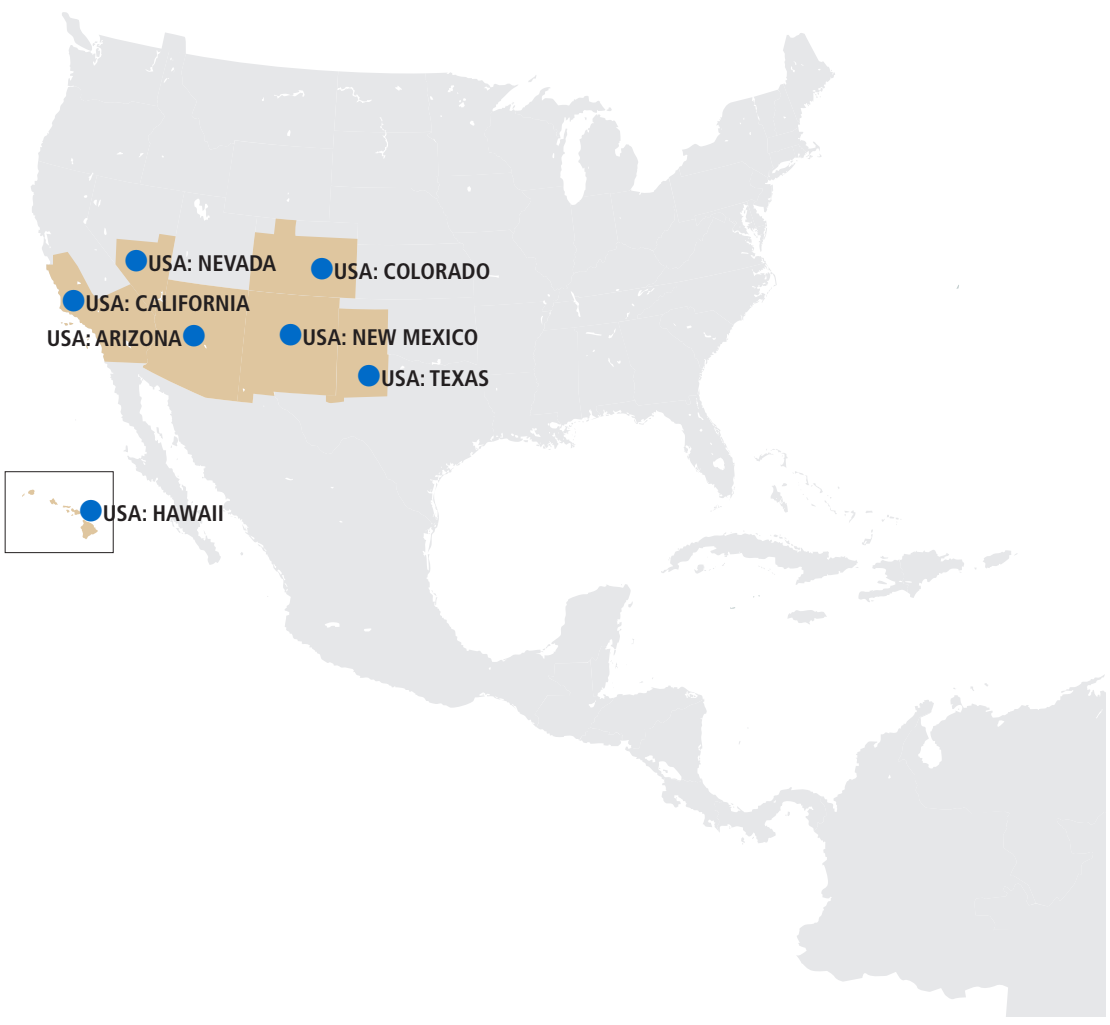 USA: NEVADA
USA: COLORADO
USA: CALIFORNIA
USA: ARIZONA
USA: NEW MEXICO
USA: TEXAS
USA: HAWAII